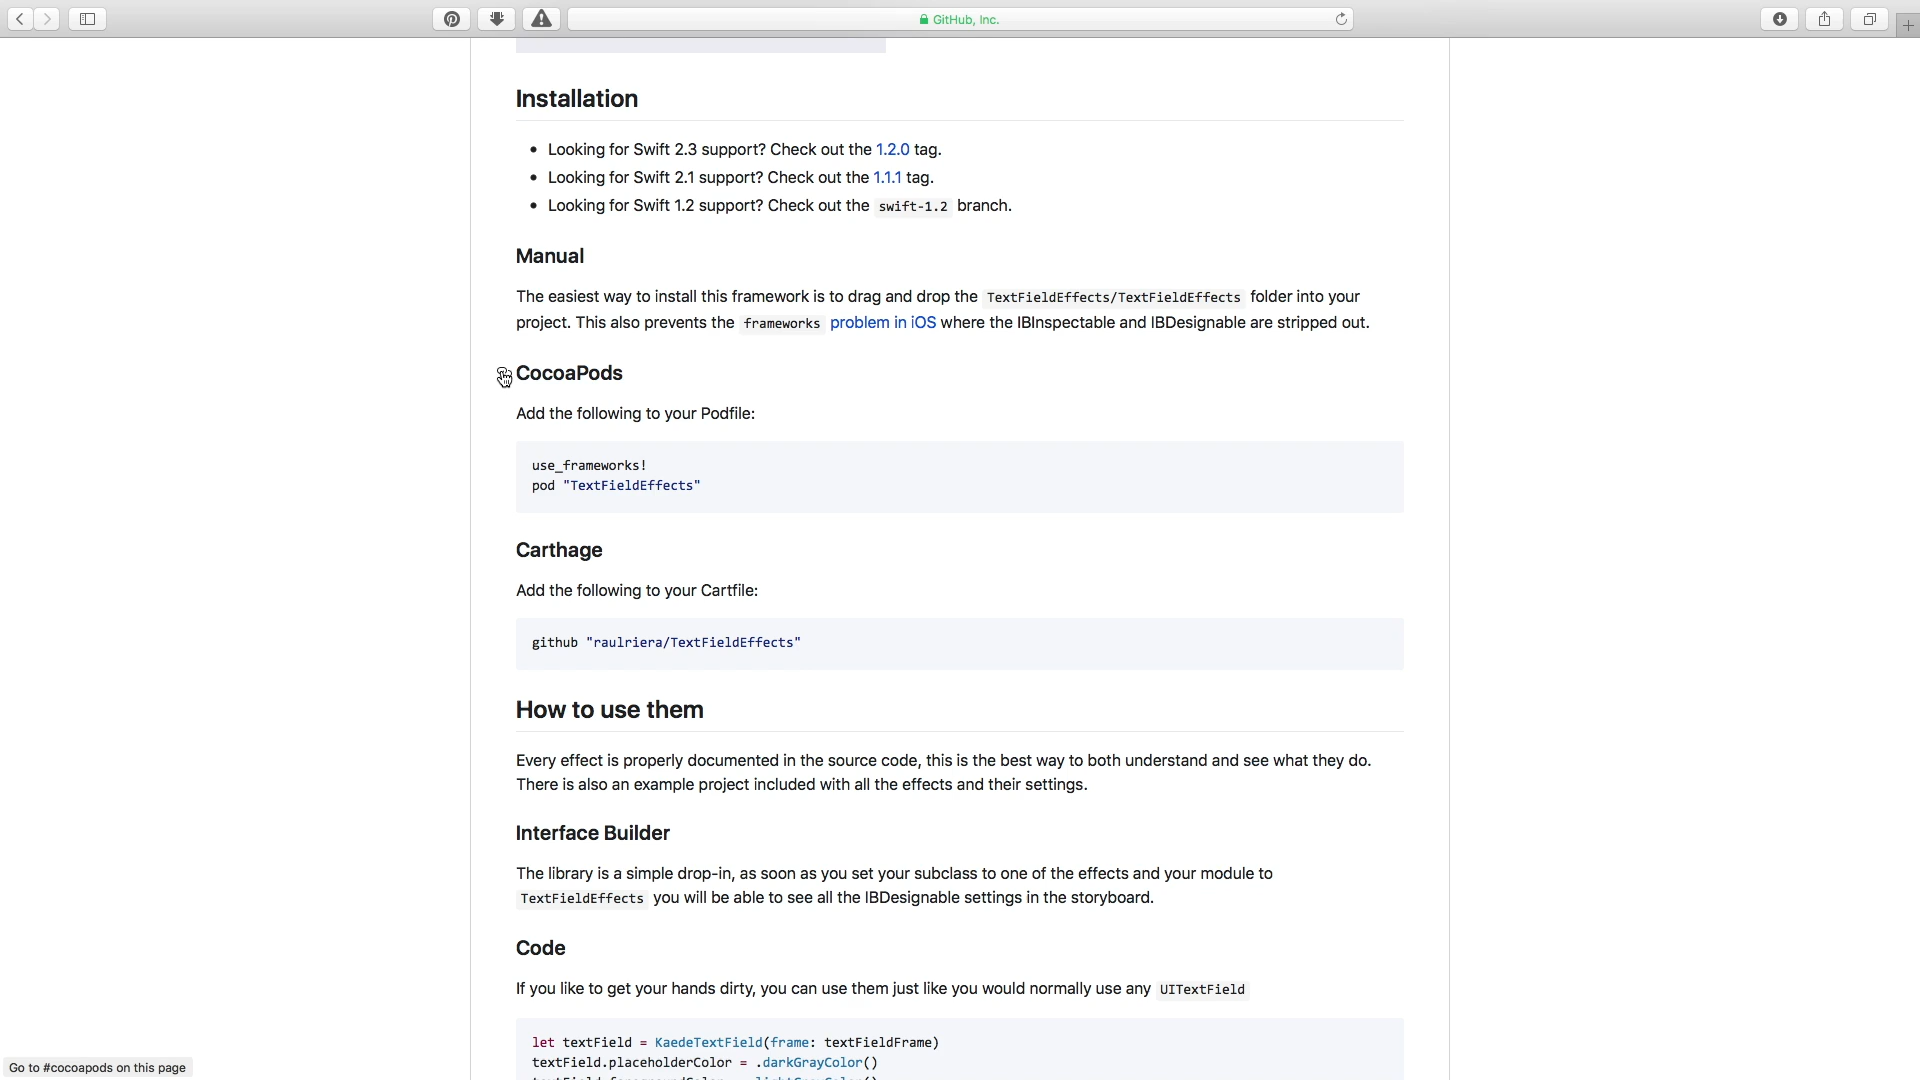 GitHub, Inc.
Installation
Looking for Swift 2.3 support? Check out the 1.2.0 tag.
Looking for Swift 2.1 support? Check out the 1.1.1 tag.
Looking for Swift 1.2 support? Check out the swift-1.2 branch.
Manual
The easiest way to install this framework is to drag and drop the TextFieldEffects/TextFieldEffects folder into your
project. This also prevents the frameworks problem in iOS where the IBInspectable and IBDesignable are stripped out.
CocoaPods
Add the following to your Podfile:
use_frameworks!
pod "TextFieldEffects"
Carthage
Add the following to your Cartfile:
github "raulriera/TextFieldEffects"
How to use them
Every effect is properly documented in the source code, this is the best way to both understand and see what they do.
There is also an example project included with all the effects and their settings.
Interface Builder
The library is a simple drop-in, as soon as you set your subclass to one of the effects and your module to
TextFieldEffects you will be able to see all the IBDesignable settings in the storyboard.
Code
If you like to get your hands dirty, you can use them just like you would normally use any UITextField
let textField = KaedeTextField(frame: textFieldFrame)
textField.placeholderColor = .darkGrayColor()
Go to #cocoapods on this page